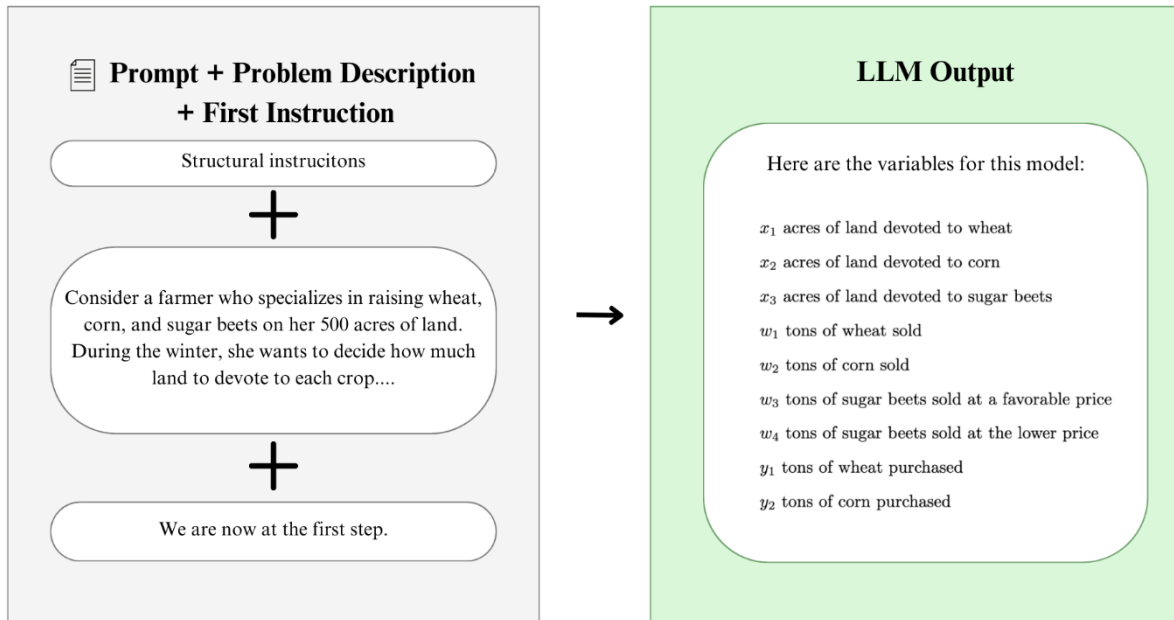 Prompt + Problem Description
+ First Instruction
Structural instrucitons
+
Consider a farmer who specializes in raising wheat,
corn, and sugar beets on her 500 acres of land.
During the winter, she wants to decide how much
land to devote to each crop....
+
We are now at the first step.
LLM Output
Here are the variables for this model:
x₁ acres of land devoted to wheat
x₂ acres of land devoted to corn
x₃ acres of land devoted to sugar beets
w₁ tons of wheat sold
w₂ tons of corn sold
w₃ tons of sugar beets sold at a favorable price
w₄ tons of sugar beets sold at the lower price
y₁ tons of wheat purchased
y₂ tons of corn purchased